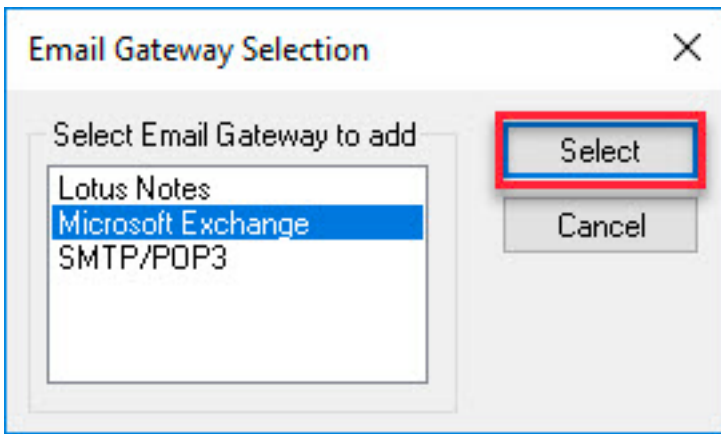 Email Gateway Selection
Select Email Gateway to add
Lotus Notes
Microsoft Exchange
SMTP/POP3
Select
Cancel